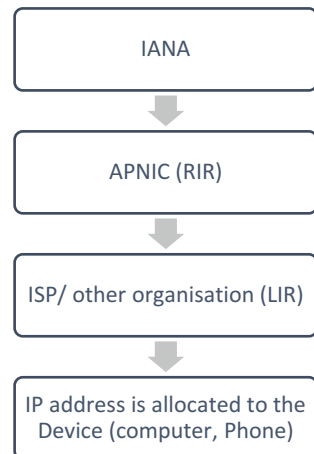 IANA
APNIC (RIR)
ISP/ other organisation (LIR)
IP address is allocated to the
Device (computer, Phone)